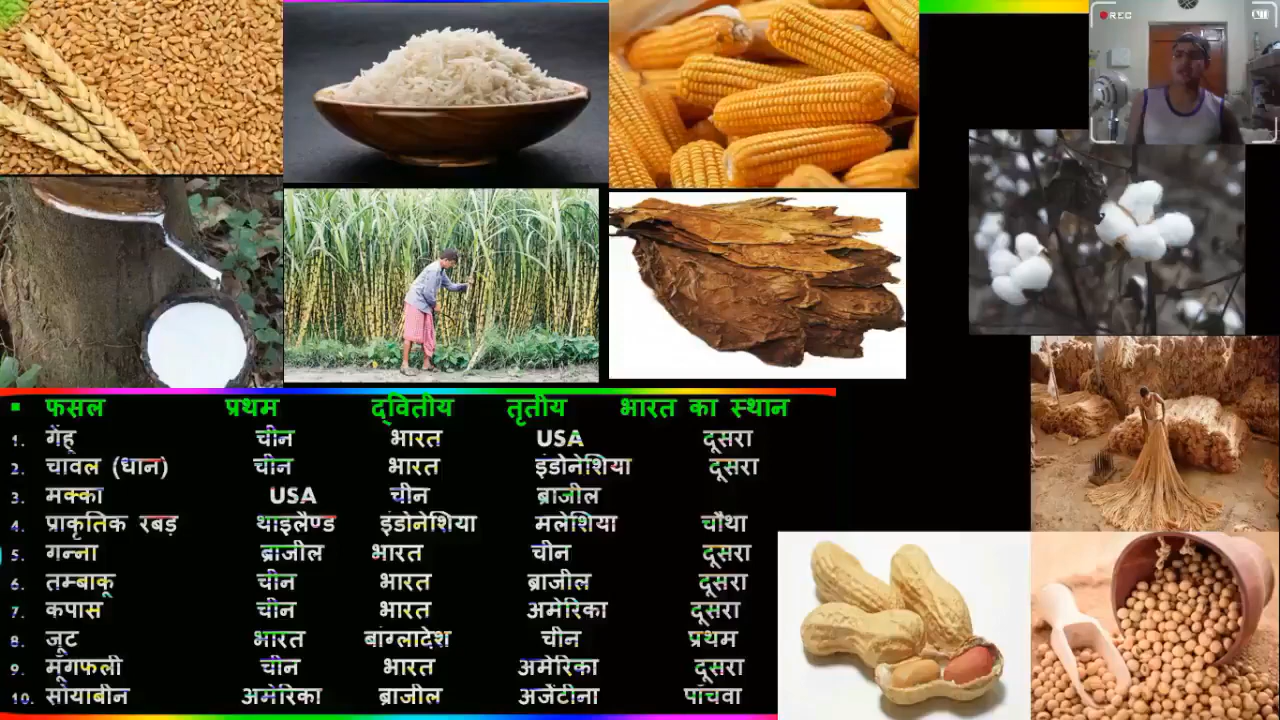 REC
▪ फसल प्रथम द्वितीय तृतीय भारत का स्थान
1. गेंहू चीन भारत USA दूसरा
2. चावल (धान) चीन भारत इंडोनेशिया दूसरा
3. मक्का USA चीन ब्राजील
4. प्राकृतिक रबड़ थाइलैण्ड इंडोनेशिया मलेशिया चौथा
5. गन्ना ब्राजील भारत चीन दूसरा
6. तम्बाकू चीन भारत ब्राजील दूसरा
7. कपास चीन भारत अमेरिका दूसरा
8. जूट भारत बांग्लादेश चीन प्रथम
9. मूंगफली चीन भारत अमेरिका दूसरा
10. सोयाबीन अमेरिका ब्राजील अर्जेंटीना पांचवा